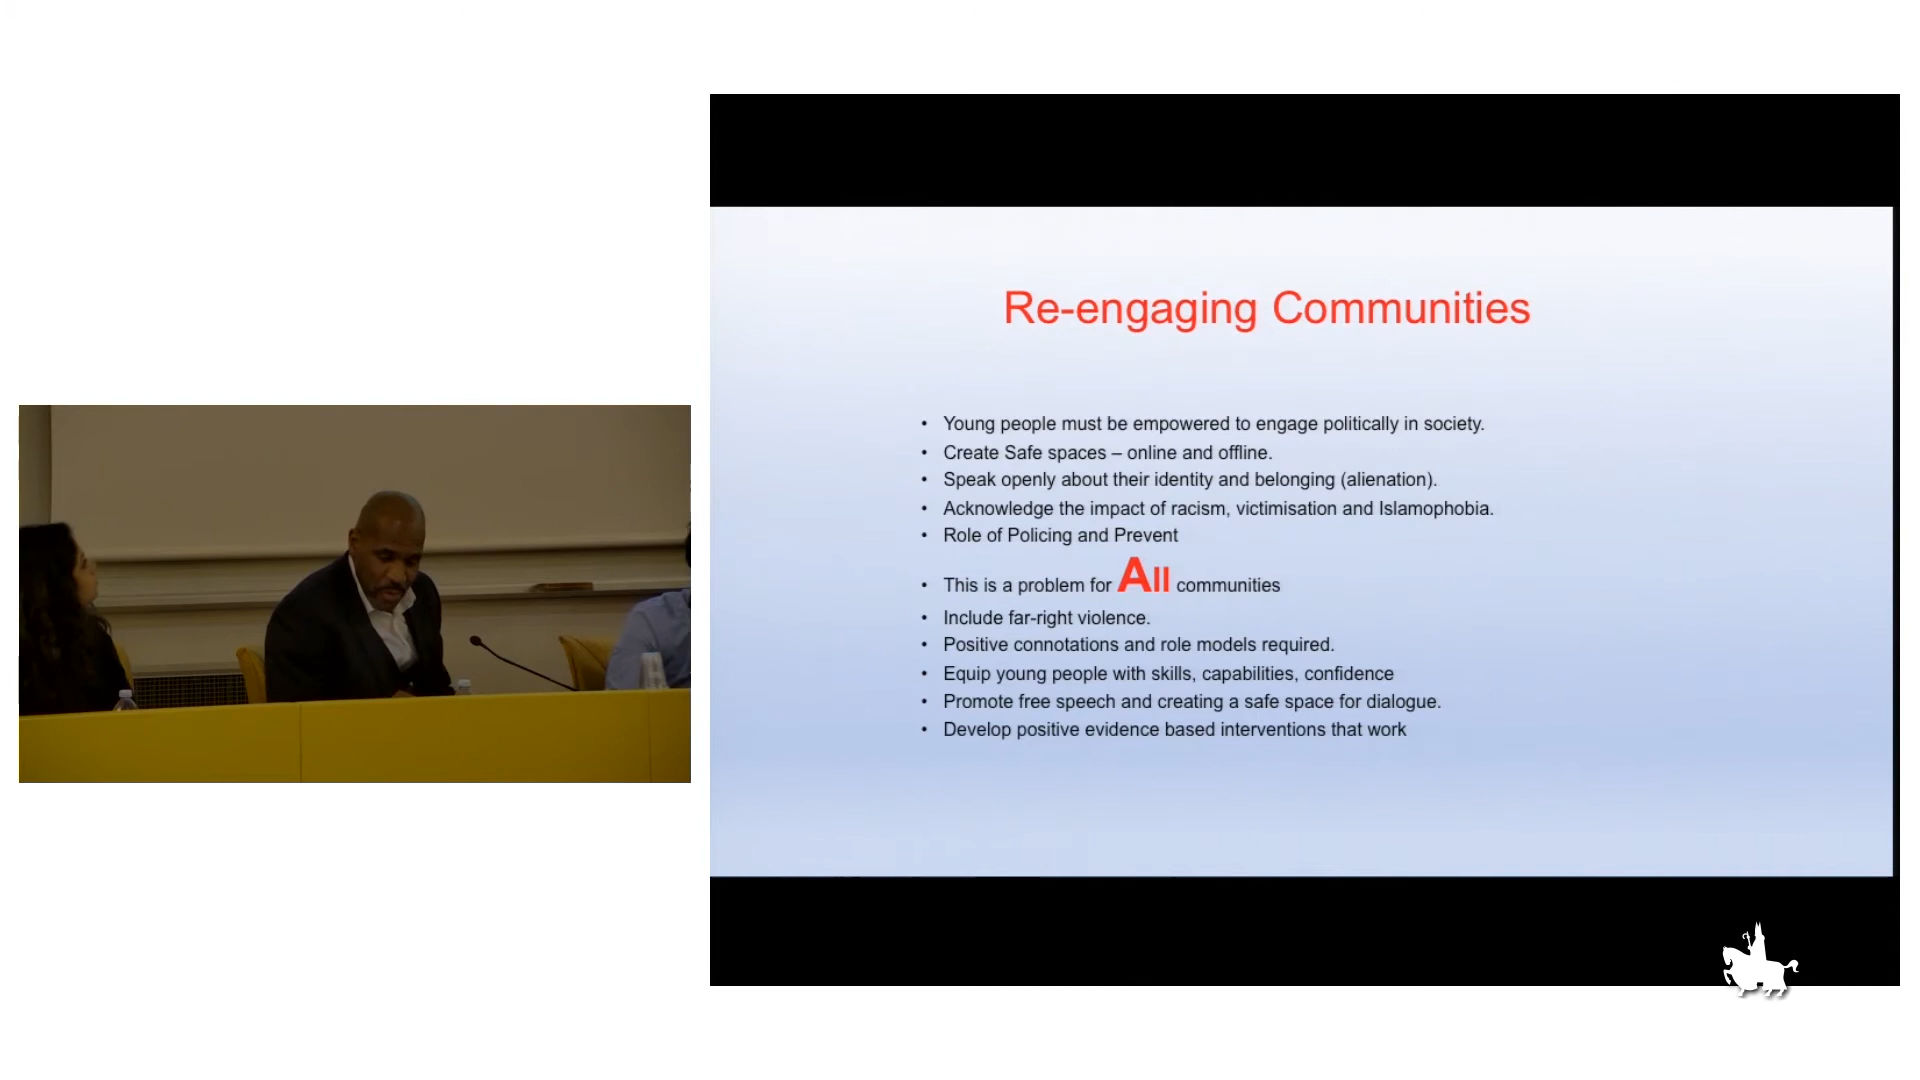 Re-engaging Communities
• Young people must be empowered to engage politically in society.
• Create Safe spaces – online and offline.
• Speak openly about their identity and belonging (alienation).
• Acknowledge the impact of racism, victimisation and Islamophobia.
• Role of Policing and Prevent
• This is a problem for All communities
• Include far-right violence.
• Positive connotations and role models required.
• Equip young people with skills, capabilities, confidence
• Promote free speech and creating a safe space for dialogue.
• Develop positive evidence based interventions that work